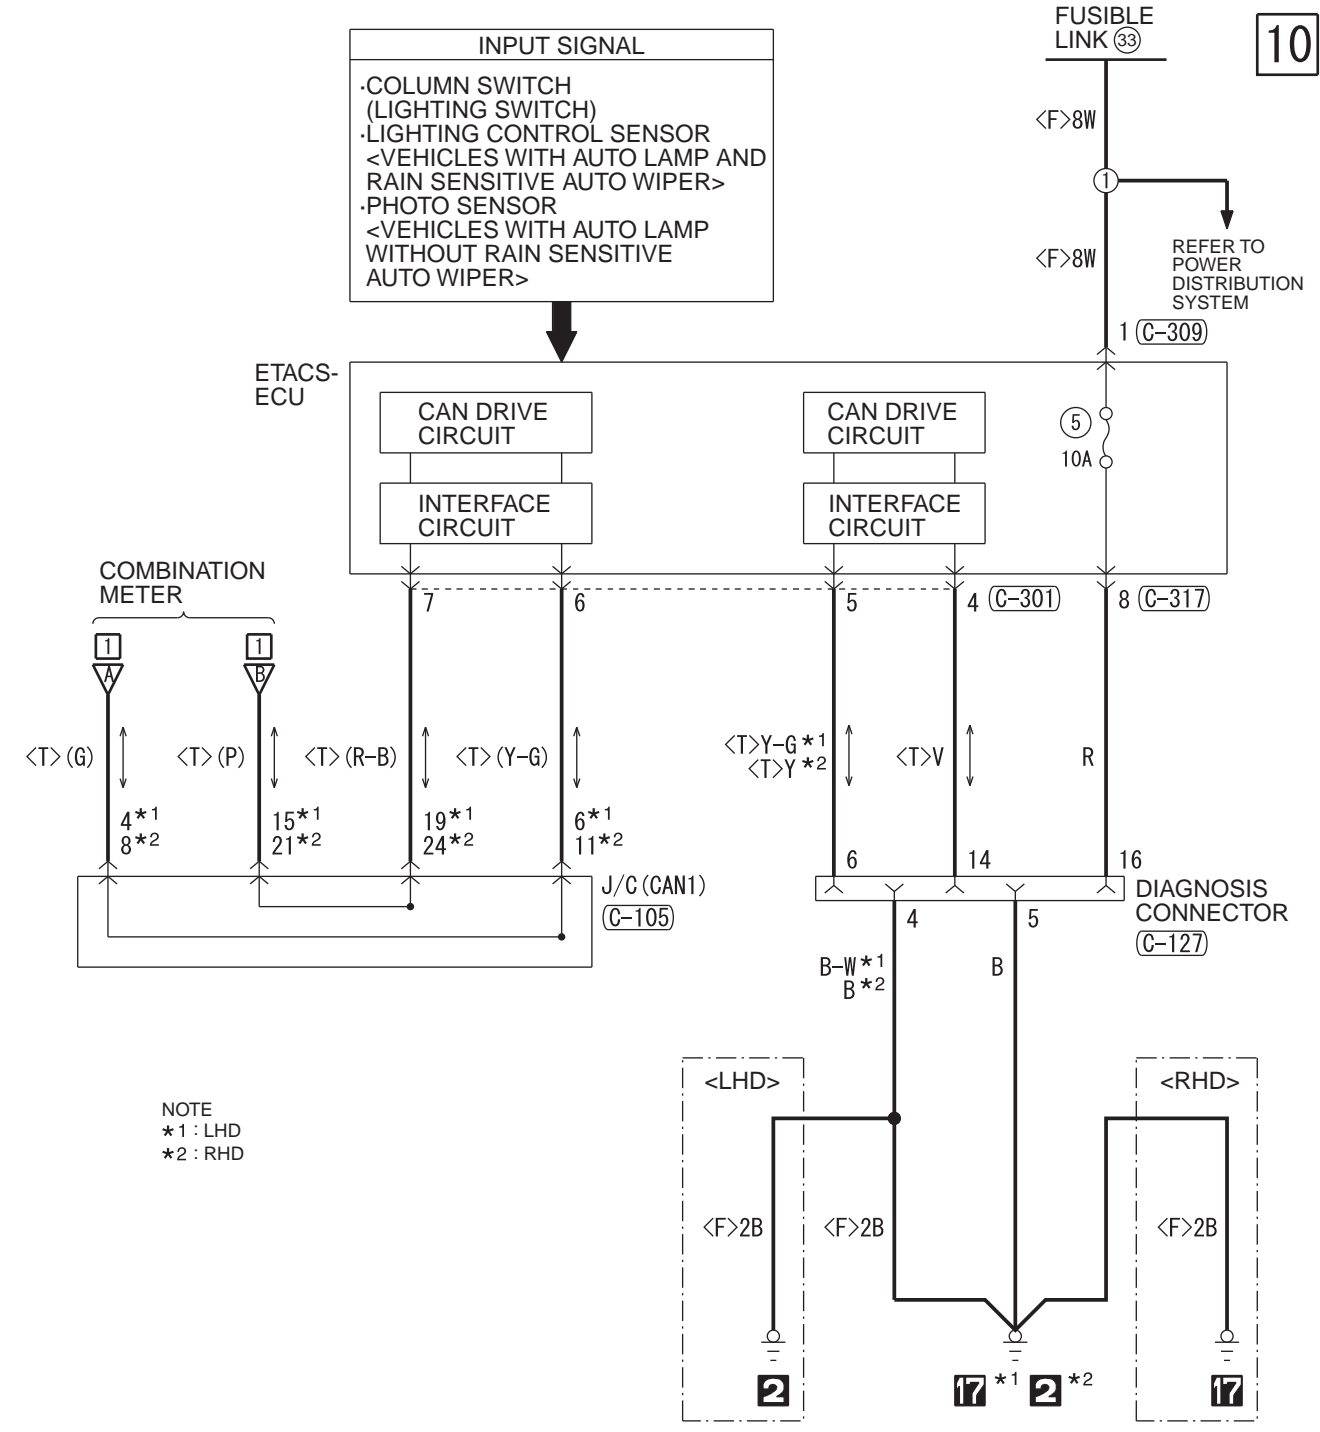 FUSIBLE
LINK 33
10
INPUT SIGNAL
·COLUMN SWITCH
(LIGHTING SWITCH)
·LIGHTING CONTROL SENSOR
<VEHICLES WITH AUTO LAMP AND
RAIN SENSITIVE AUTO WIPER>
·PHOTO SENSOR
<VEHICLES WITH AUTO LAMP
WITHOUT RAIN SENSITIVE
AUTO WIPER>
<F>8W
1
<F>8W
REFER TO
POWER
DISTRIBUTION
SYSTEM
1 (C-309)
ETACS-
ECU
CAN DRIVE
CIRCUIT
CAN DRIVE
CIRCUIT
5
10A
INTERFACE
CIRCUIT
INTERFACE
CIRCUIT
COMBINATION
METER
7
6
5
4 (C-301)
8 (C-317)
1
1
A
B
<T>(G)
<T>(P)
<T>(R-B)
<T>(Y-G)
<T>Y-G*1
<T>Y*2
<T>V
R
4*1
8*2
15*1
21*2
19*1
24*2
6*1
11*2
6
14
16
J/C(CAN1)
(C-105)
DIAGNOSIS
CONNECTOR
(C-127)
4
5
B-W*1
B*2
B
<LHD>
<RHD>
NOTE
*1 : LHD
*2 : RHD
<F>2B
<F>2B
<F>2B
2
17 *1 2 *2
17